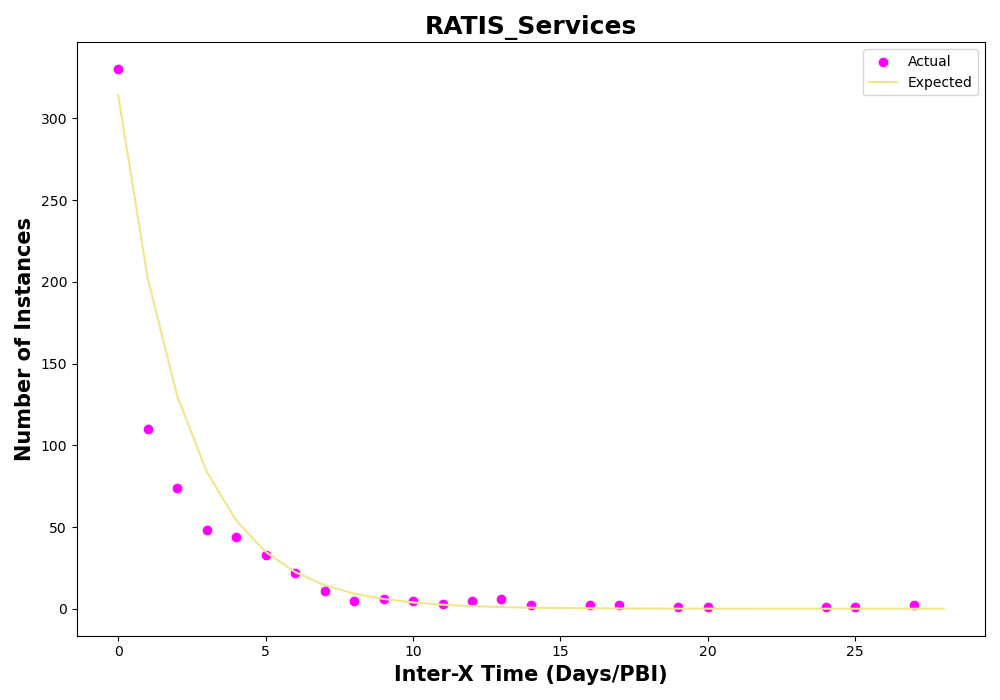 RATIS_Services
Actual
Expected
Number of Instances
300
250
200
150
100
50
0
0 5 10 15 20 25
Inter-X Time (Days/PBI)